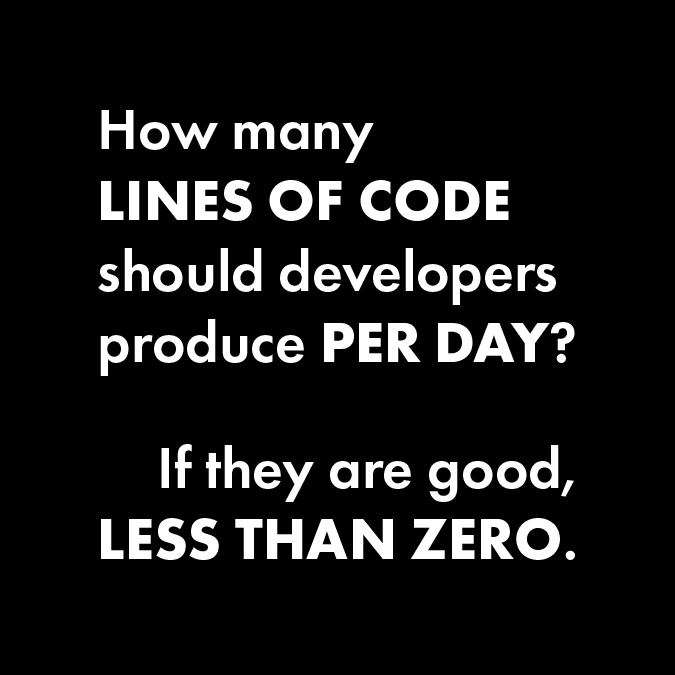 How many
LINES OF CODE
should developers
produce PER DAY?
If they are good,
LESS THAN ZERO.